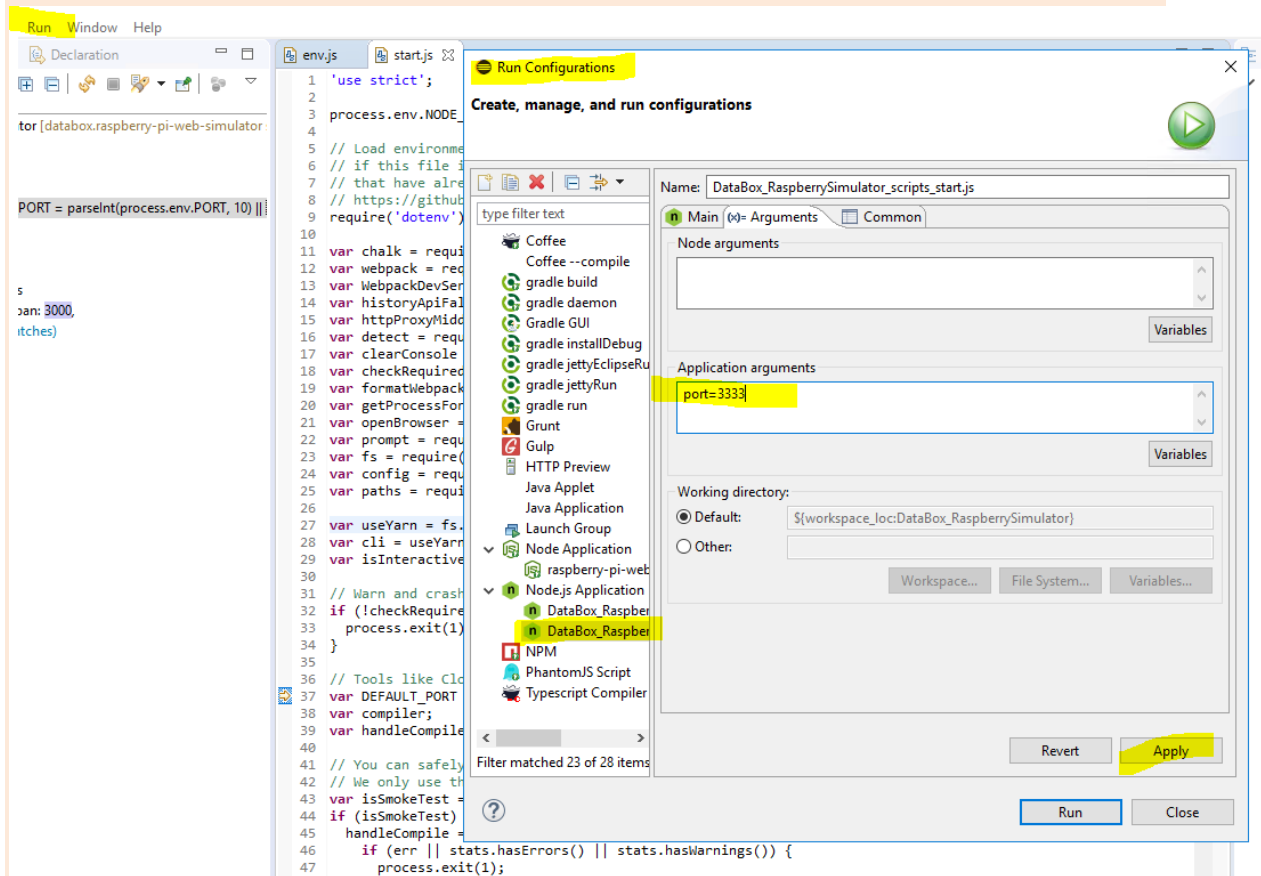 Run Window Help
Declaration
env.js
start.js
tor [databox.raspberry-pi-web-simulator
PORT = parseInt(process.env.PORT, 10) ||
s
pan: 3000,
itches)
1 'use strict';
2
3 process.env.NODE_
4
5 // Load environme
6 // if this file i
7 // that have alre
8 // https://github
9 require('dotenv')
10
11 var chalk = requi
12 var webpack = req
13 var WebpackDevSer
14 var historyApiFal
15 var httpProxyMidd
16 var detect = requ
17 var clearConsole
18 var checkRequired
19 var formatWebpack
20 var getProcessFor
21 var openBrowser =
22 var prompt = requ
23 var fs = require(
24 var config = requ
25 var paths = requi
26
27 var useYarn = fs.
28 var cli = useYarn
29 var isInteractive
30
31 // Warn and crash
32 if (!checkRequire
33 process.exit(1)
34 }
35
36 // Tools like Clo
37 var DEFAULT_PORT
38 var compiler;
39 var handleCompile
40
41 // You can safely
42 // We only use th
43 var isSmokeTest =
44 if (isSmokeTest)
45 handleCompile =
46 if (err || stats.hasErrors() || stats.hasWarnings()) {
47 process.exit(1);
Run Configurations
Create, manage, and run configurations
type filter text
Coffee
Coffee --compile
gradle build
gradle daemon
Gradle GUI
gradle installDebug
gradle jettyEclipseRu
gradle jettyRun
gradle run
Grunt
Gulp
HTTP Preview
Java Applet
Java Application
Launch Group
Node Application
raspberry-pi-web
Node.js Application
DataBox_Raspber
DataBox_Raspber
NPM
PhantomJS Script
Typescript Compiler
Filter matched 23 of 28 items
Name: DataBox_RaspberrySimulator_scripts_start.js
Main (x)= Arguments Common
Node arguments
Variables
Application arguments
port=3333
Variables
Working directory:
Default: ${workspace_loc:DataBox_RaspberrySimulator}
Other:
Workspace... File System... Variables...
Revert Apply
Run Close